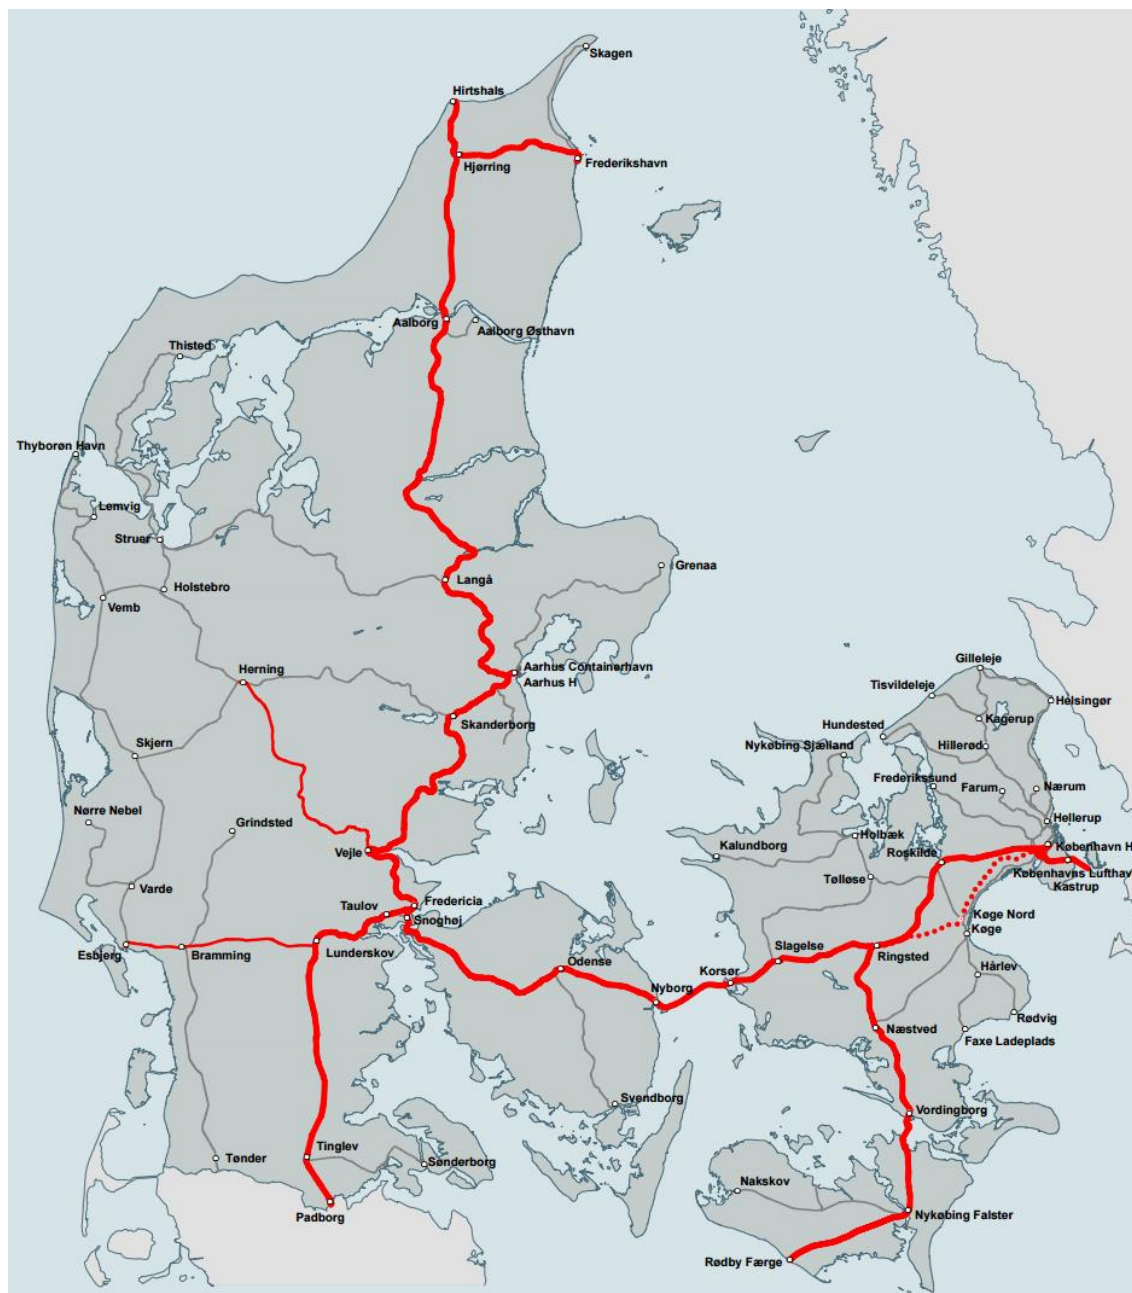 Skagen
Hirtshals
Hjørring
Frederikshavn
Aalborg
Aalborg Østhavn
Thisted
Thyborøn Havn
Lemvig
Struer
Holstebro
Vemb
Langå
Grenaa
Herning
Aarhus Containerhavn
Aarhus H
Skanderborg
Skjern
Nørre Nebel
Grindsted
Vejle
Varde
Taulov
Fredericia
Snoghøj
Esbjerg
Bramming
Lunderskov
Odense
Nyborg
Svendborg
Tønder
Tinglev
Sønderborg
Padborg
Gilleleje
Tisvildeleje
Helsingør
Kagerup
Hundested
Nykøbing Sjælland
Hillerød
Frederikssund
Farum
Nærum
Hellerup
Holbæk
Kalundborg
Roskilde
København H
Københavns Lufthavn
Kastrup
Tølløse
Køge Nord
Køge
Slagelse
Ringsted
Korsør
Hårlev
Rødvig
Næstved
Faxe Ladeplads
Vordingborg
Nakskov
Nykøbing Falster
Rødby Færge